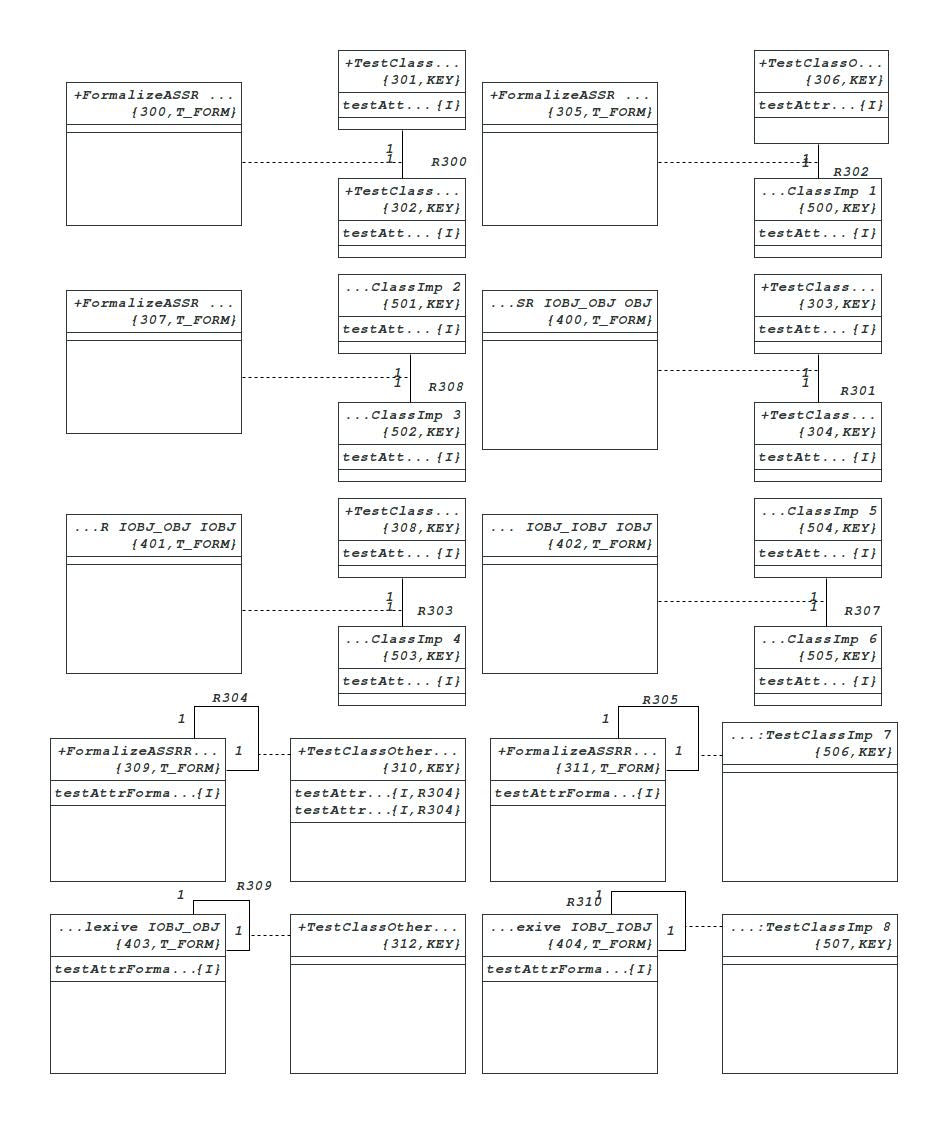 +TestClass...
{301,KEY}
testAtt...{I}
+FormalizeASSR ...
{300,T_FORM}
1
1
R300
+TestClass...
{302,KEY}
testAtt...{I}
+TestClassO...
{306,KEY}
testAttr...{I}
+FormalizeASSR ...
{305,T_FORM}
1
1
R302
...ClassImp 1
{500,KEY}
testAtt...{I}
...ClassImp 2
{501,KEY}
testAtt...{I}
+FormalizeASSR ...
{307,T_FORM}
1
1
R308
...ClassImp 3
{502,KEY}
testAtt...{I}
+TestClass...
{303,KEY}
testAtt...{I}
...SR IOBJ_OBJ OBJ
{400,T_FORM}
1
1
R301
+TestClass...
{304,KEY}
testAtt...{I}
+TestClass...
{308,KEY}
testAtt...{I}
...R IOBJ_OBJ IOBJ
{401,T_FORM}
1
1
R303
...ClassImp 4
{503,KEY}
testAtt...{I}
...ClassImp 5
{504,KEY}
testAtt...{I}
... IOBJ_IOBJ IOBJ
{402,T_FORM}
1
1
R307
...ClassImp 6
{505,KEY}
testAtt...{I}
R304
1
+FormalizeASSRR...
{309,T_FORM}
testAttrForma...{I}
1
+TestClassOther...
{310,KEY}
testAttr...{I,R304}
testAttr...{I,R304}
R305
1
+FormalizeASSRR...
{311,T_FORM}
testAttrForma...{I}
1
...:TestClassImp 7
{506,KEY}
R309
1
...lexive IOBJ_OBJ
{403,T_FORM}
testAttrForma...{I}
1
+TestClassOther...
{312,KEY}
R310
1
...exive IOBJ_IOBJ
{404,T_FORM}
testAttrForma...{I}
1
...:TestClassImp 8
{507,KEY}